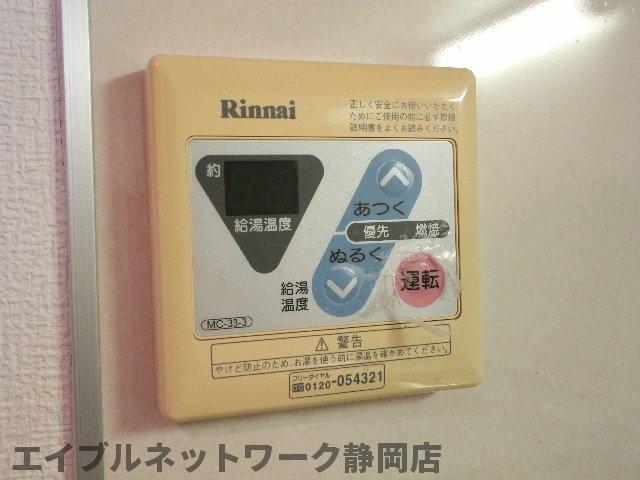 Rinnai
正しく安全にお使いいただく
ためにご使用の前に必ず取扱
説明書をよくお読みください。
約
給湯温度
あつく
優先 燃焼
ぬるく
給湯
温度
運転
MC-33-3
警告
やけど防止のため、お湯を使う前に湯温を確かめてください。
フリーダイヤル
0120-054321
エイブルネットワーク静岡店